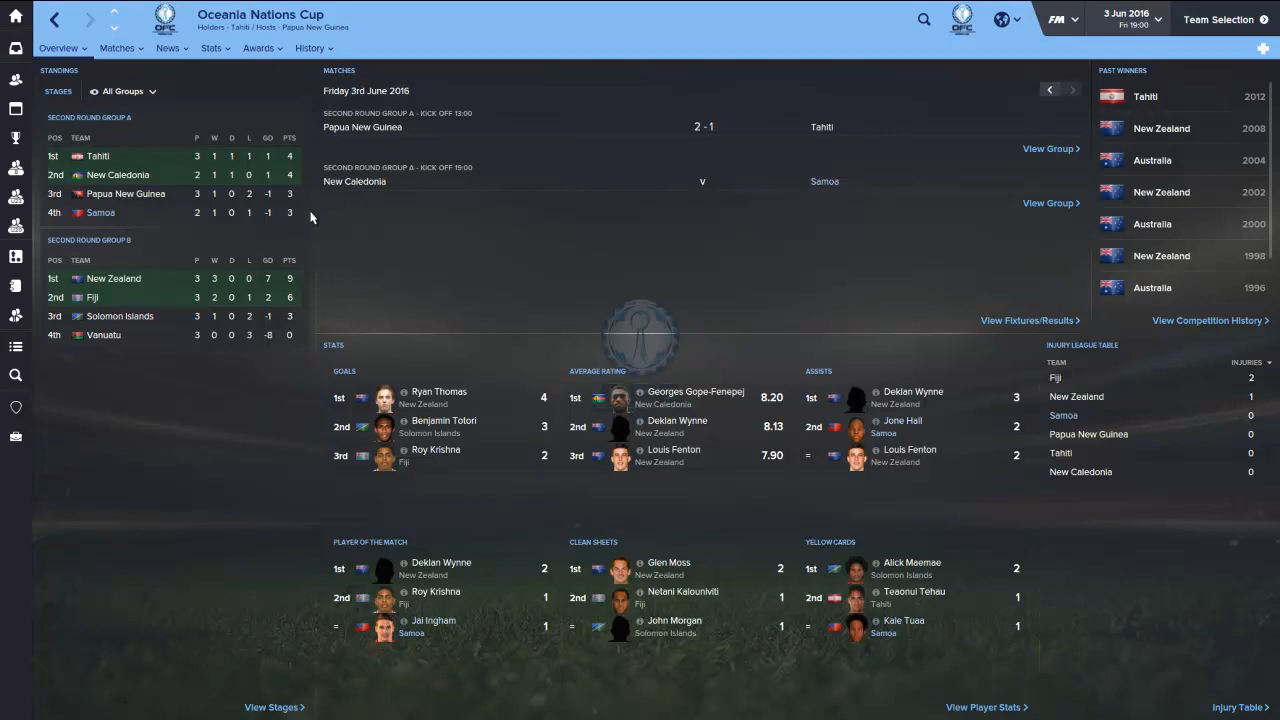 Oceania Nations Cup
Holders - Tahiti / Hosts - Papua New Guinea
FM
3 Jun 2016
Fri 19:00
Team Selection
Overview
Matches
News
Stats
Awards
History
STANDINGS
STAGES All Groups
SECOND ROUND GROUP A
POS TEAM P W D L GD PTS
1st Tahiti 3 1 1 1 1 4
2nd New Caledonia 2 1 1 0 1 4
3rd Papua New Guinea 3 1 0 2 -1 3
4th Samoa 2 1 0 1 -1 3
SECOND ROUND GROUP B
POS TEAM P W D L GD PTS
1st New Zealand 3 3 0 0 7 9
2nd Fiji 3 2 0 1 2 6
3rd Solomon Islands 3 1 0 2 -1 3
4th Vanuatu 3 0 0 3 -8 0
MATCHES
Friday 3rd June 2016
SECOND ROUND GROUP A - KICK OFF 13:00
Papua New Guinea 2 - 1 Tahiti
View Group >
SECOND ROUND GROUP A - KICK OFF 19:00
New Caledonia v Samoa
View Group >
View Fixtures/Results >
PAST WINNERS
Tahiti 2012
New Zealand 2008
Australia 2004
New Zealand 2002
Australia 2000
New Zealand 1998
Australia 1996
View Competition History >
STATS
GOALS
1st Ryan Thomas 4
New Zealand
2nd Benjamin Totori 3
Solomon Islands
3rd Roy Krishna 2
Fiji
AVERAGE RATING
1st Georges Gope-Fenepej 8.20
New Caledonia
2nd Deklan Wynne 8.13
New Zealand
3rd Louis Fenton 7.90
New Zealand
ASSISTS
1st Deklan Wynne 3
New Zealand
2nd Jone Hall 2
Samoa
= Louis Fenton 2
New Zealand
INJURY LEAGUE TABLE
TEAM INJURIES
Fiji 2
New Zealand 1
Samoa 0
Papua New Guinea 0
Tahiti 0
New Caledonia 0
PLAYER OF THE MATCH
1st Deklan Wynne 2
New Zealand
2nd Roy Krishna 1
Fiji
= Jai Ingham 1
Samoa
CLEAN SHEETS
1st Glen Moss 2
New Zealand
2nd Netani Kalouniviti 1
Fiji
= John Morgan 1
Solomon Islands
YELLOW CARDS
1st Alick Maemae 2
Solomon Islands
2nd Teaonui Tehau 1
Tahiti
= Kale Tuaa 1
Samoa
View Stages >
View Player Stats >
Injury Table >